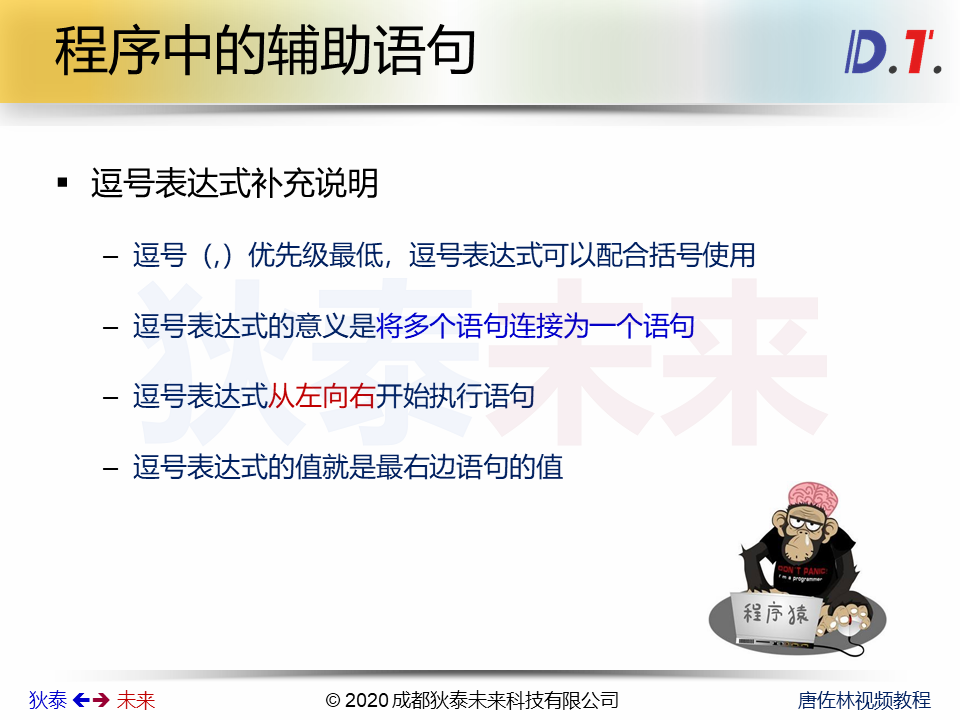 程序中的辅助语句
D.T.
▪ 逗号表达式补充说明
– 逗号（,）优先级最低，逗号表达式可以配合括号使用
– 逗号表达式的意义是将多个语句连接为一个语句
– 逗号表达式从左向右开始执行语句
– 逗号表达式的值就是最右边语句的值
狄泰未来
DON'T PANIC!
I'm a programmer
程序猿
狄泰 ←→ 未来
© 2020 成都狄泰未来科技有限公司
唐佐林视频教程